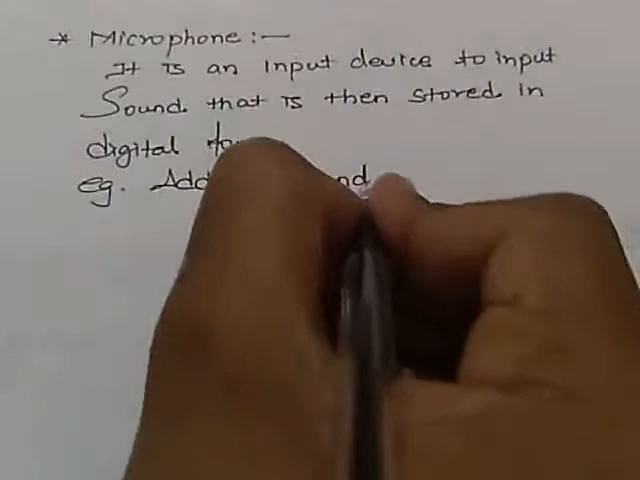 * Microphone :—
It is an input device to input
Sound that is then stored in
digital
eg.